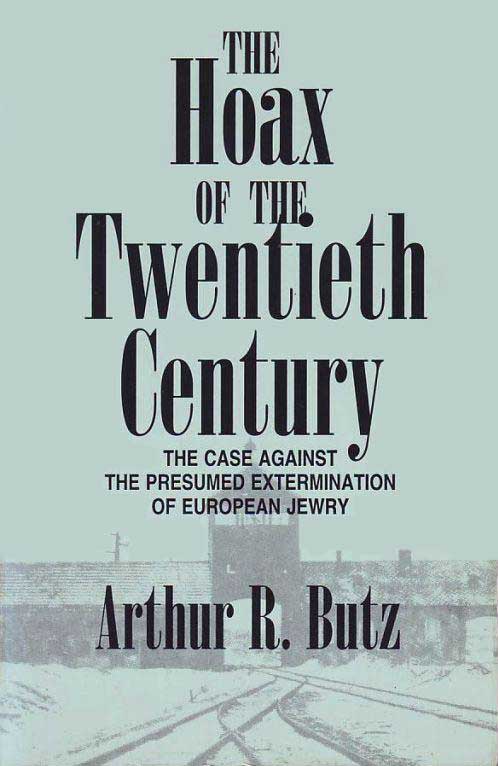 THE
Hoax
OF THE
Twentieth
Century
THE CASE AGAINST
THE PRESUMED EXTERMINATION
OF EUROPEAN JEWRY
Arthur R. Butz